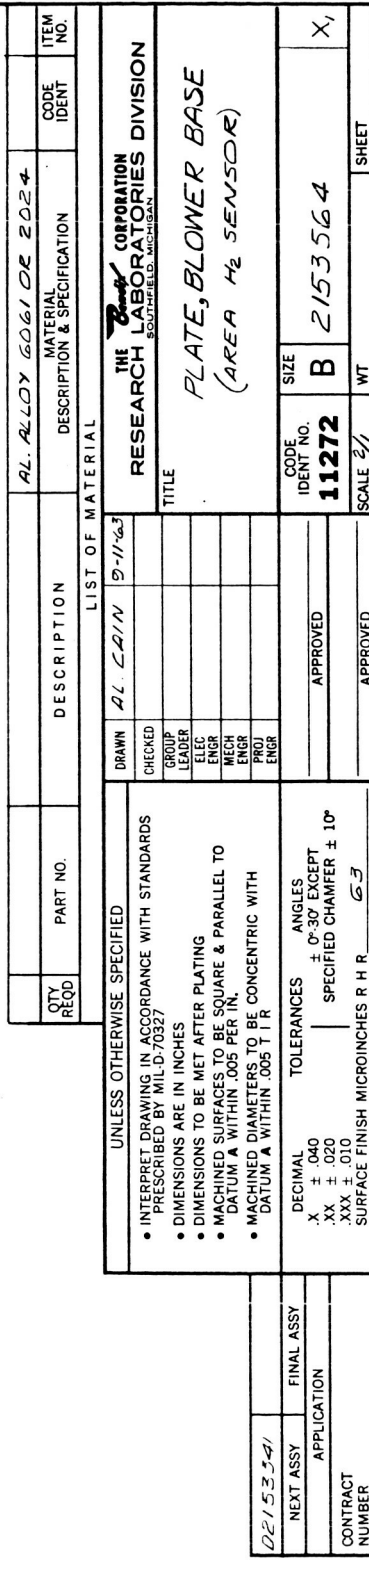 AL. ALLOY 6061 OR 2024
QTY REQD
PART NO.
DESCRIPTION
MATERIAL
DESCRIPTION & SPECIFICATION
CODE IDENT
ITEM NO.
LIST OF MATERIAL
UNLESS OTHERWISE SPECIFIED
• INTERPRET DRAWING IN ACCORDANCE WITH STANDARDS
PRESCRIBED BY MIL-D-70327
• DIMENSIONS ARE IN INCHES
• DIMENSIONS TO BE MET AFTER PLATING
• MACHINED SURFACES TO BE SQUARE & PARALLEL TO
DATUM A WITHIN .005 PER IN.
• MACHINED DIAMETERS TO BE CONCENTRIC WITH
DATUM A WITHIN .005 T I R
TOLERANCES
DECIMAL
.X ± .040
.XX ± .020
.XXX ± .010
ANGLES
± 0°-30' EXCEPT
SPECIFIED CHAMFER ± 10°
SURFACE FINISH MICROINCHES R H R 63
DRAWN AL. CAIN 9-11-63
CHECKED
GROUP LEADER
ELEC ENGR
MECH ENGR
PROJ ENGR
APPROVED
APPROVED
THE Bendix CORPORATION
RESEARCH LABORATORIES DIVISION
SOUTHFIELD, MICHIGAN
TITLE
PLATE, BLOWER BASE
(AREA H2 SENSOR)
CODE IDENT NO.
11272
SIZE
B
2153564
X1
SCALE 2/1
WT
SHEET
02153541
NEXT ASSY
FINAL ASSY
APPLICATION
CONTRACT NUMBER